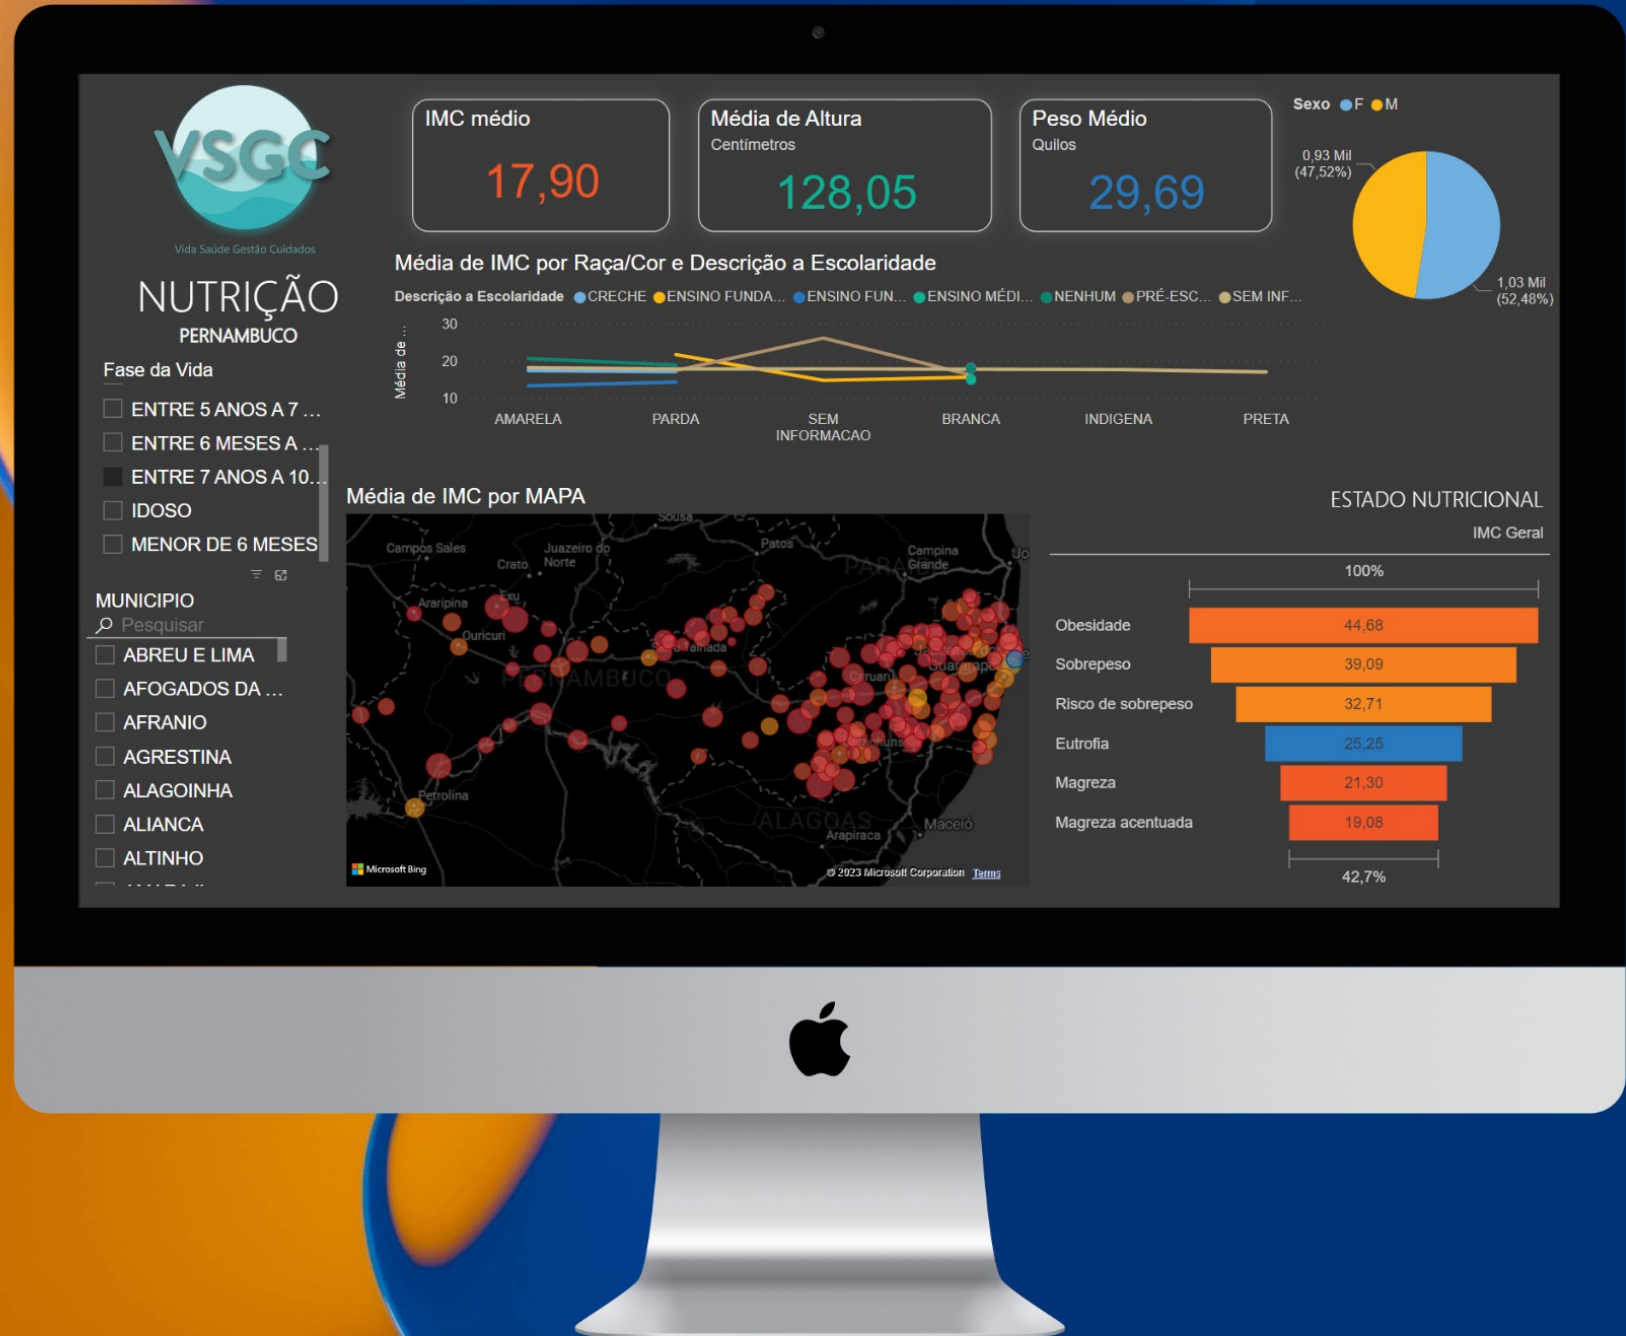 VSGC
Vida Saúde Gestão Cuidados
NUTRIÇÃO
PERNAMBUCO
Fase da Vida
ENTRE 5 ANOS A 7 ...
ENTRE 6 MESES A ...
ENTRE 7 ANOS A 10...
IDOSO
MENOR DE 6 MESES
MUNICIPIO
Pesquisar
ABREU E LIMA
AFOGADOS DA ...
AFRANIO
AGRESTINA
ALAGOINHA
ALIANCA
ALTINHO
IMC médio
17,90
Média de Altura
Centímetros
128,05
Peso Médio
Quilos
29,69
Sexo F M
0,93 Mil
(47,52%)
1,03 Mil
(52,48%)
Média de IMC por Raça/Cor e Descrição a Escolaridade
Descrição a Escolaridade CRECHE ENSINO FUNDA... ENSINO FUN... ENSINO MÉDI... NENHUM PRÉ-ESC... SEM INF...
Média de ...
30
20
10
AMARELA PARDA SEM INFORMACAO BRANCA INDIGENA PRETA
Média de IMC por MAPA
Sousa
Campos Sales
Juazeiro do
Norte
Crato
Patos
Campina
Grande
PARAÍBA
Araripina
Exu
Ouricuri
PERNAMBUCO
Caruaru
Petrolina
ALAGOAS
Arapiraca
Maceió
Microsoft Bing
© 2023 Microsoft Corporation Terms
ESTADO NUTRICIONAL
IMC Geral
100%
Obesidade 44,68
Sobrepeso 39,09
Risco de sobrepeso 32,71
Eutrofia 25,25
Magreza 21,30
Magreza acentuada 19,08
42,7%